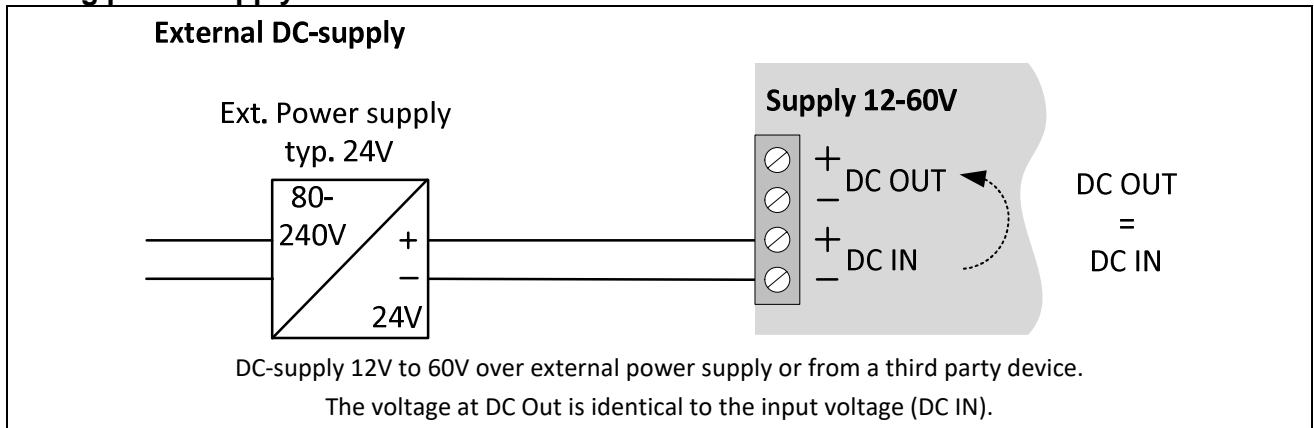 External DC-supply
Ext. Power supply
typ. 24V
80-
240V
+
−
24V
Supply 12-60V
+
DC OUT
−
+
DC IN
−
DC OUT
=
DC IN
DC-supply 12V to 60V over external power supply or from a third party device.
The voltage at DC Out is identical to the input voltage (DC IN).